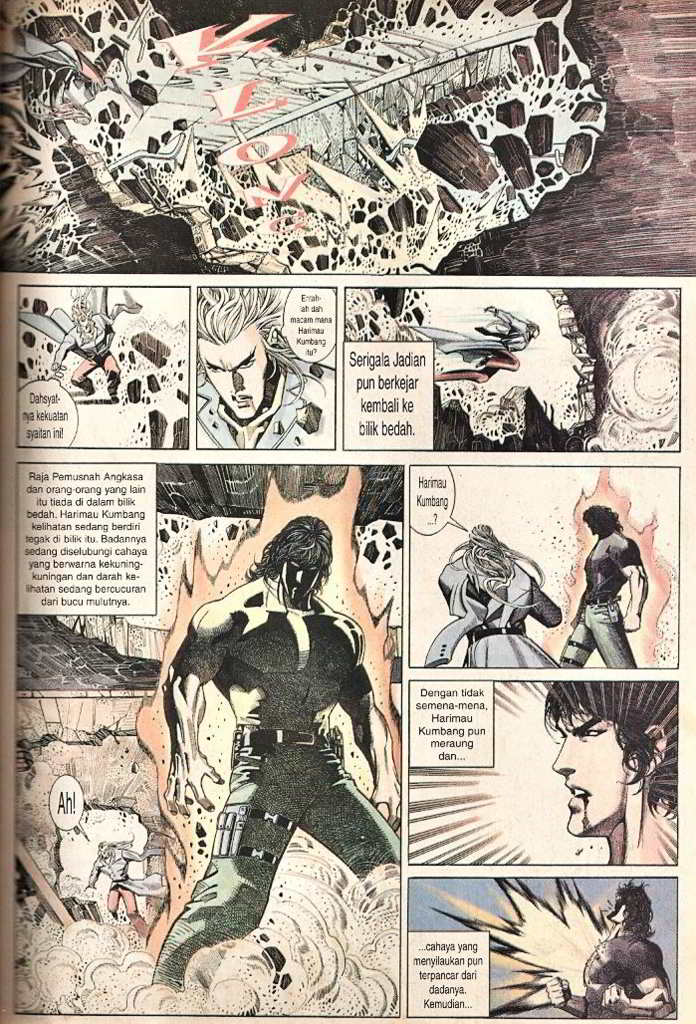 Dahsyat-
nya kekuatan
syaitan ini!
Errah-
ah dah
macam mana
Harimau
Kumbang
itu?
Serigala Jadian
pun berkejar
kembali ke
bilik bedah.
Raja Pemusnah Angkasa
dan orang-orang yang lain
itu tiada di dalam bilik
bedah. Harimau Kumbang
kelihatan sedang berdiri
tegak di bilik itu. Badannya
sedang diselubungi cahaya
yang berwarna kekuning-
kuningan dan darah ke-
lihatan sedang bercucuran
dari bucu mulutnya.
Ah!
Harimau
Kumbang
...?
Dengan tidak
semena-mena,
Harimau
Kumbang pun
meraung
dan...
...cahaya yang
menyilaukan pun
terpancar dari
dadanya.
Kemudian...